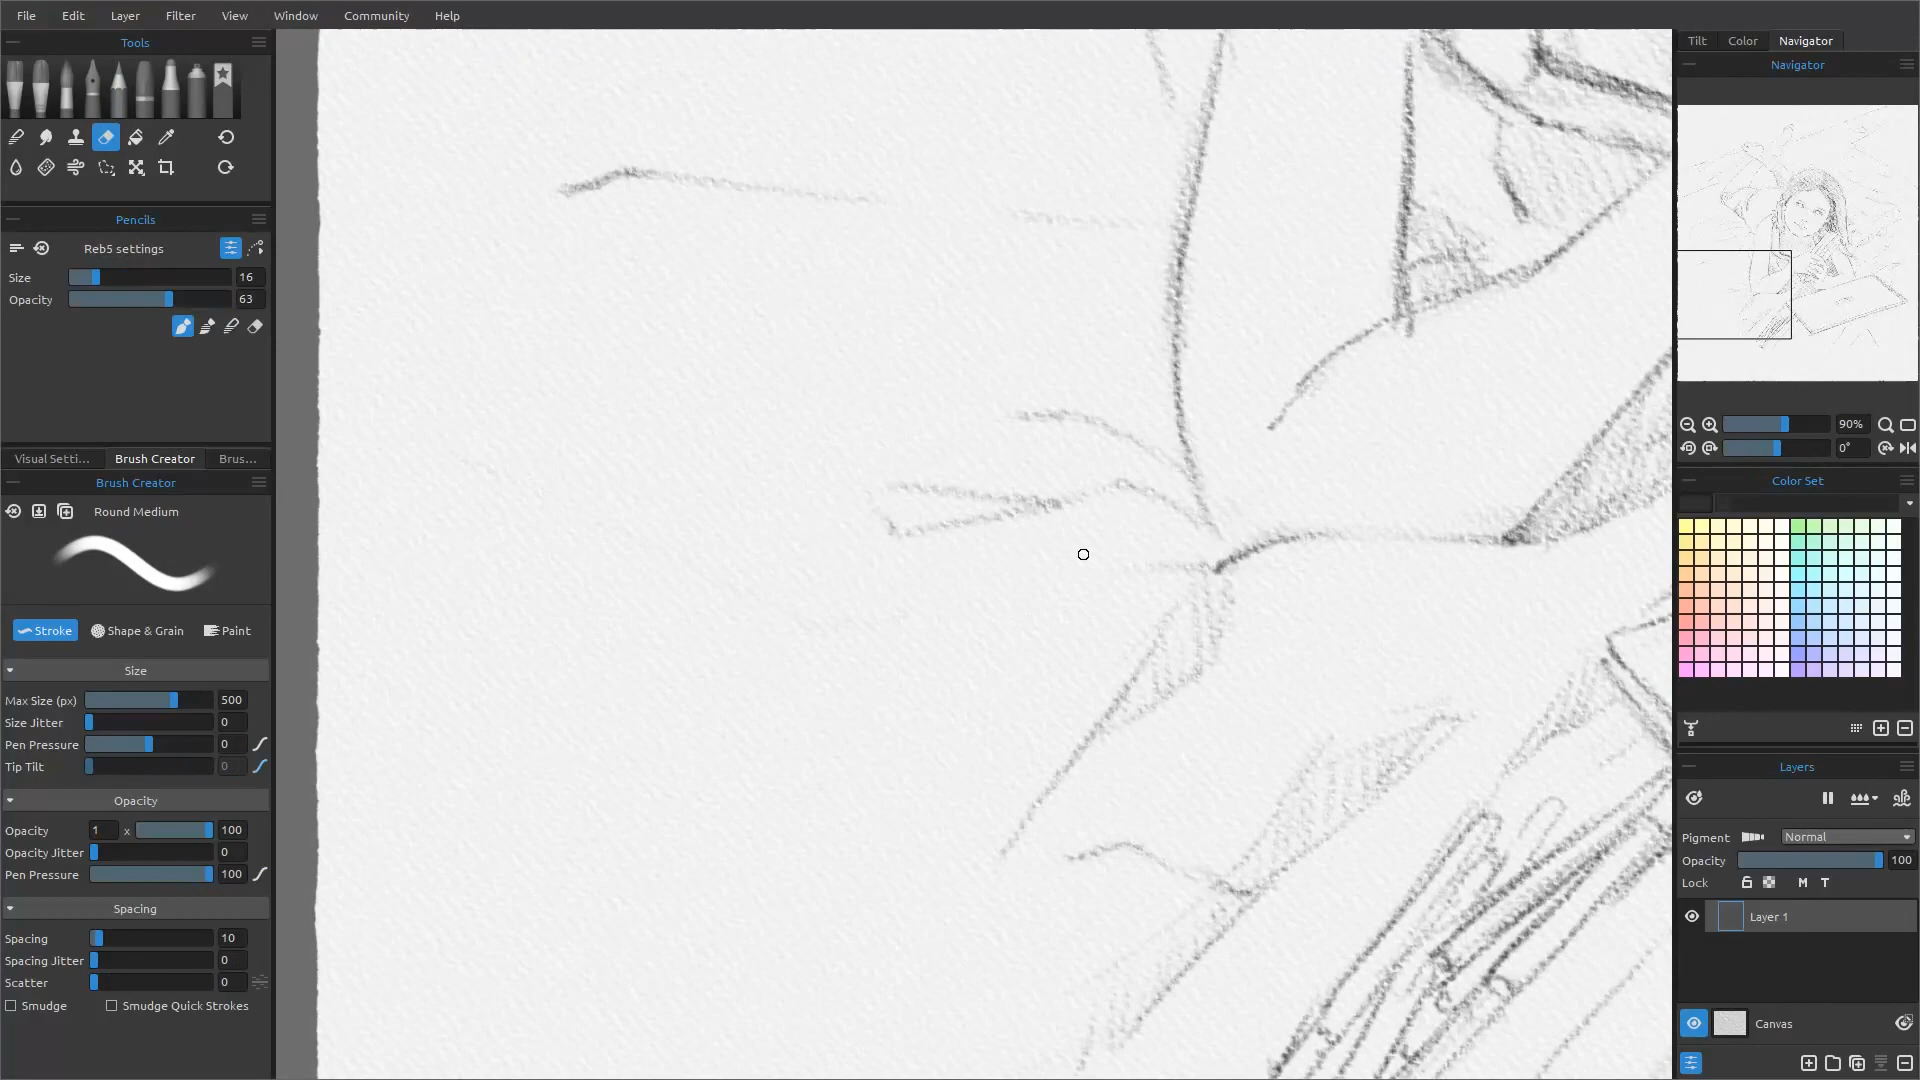 File Edit Layer Filter View Window Community Help
Tools
Pencils
Reb5 settings
Size 16
Opacity 63
Visual Setti... Brush Creator Brus...
Brush Creator
Round Medium
Stroke Shape & Grain Paint
Size
Max Size (px) 500
Size Jitter 0
Pen Pressure 0
Tip Tilt 0
Opacity
Opacity 1 x 100
Opacity Jitter 0
Pen Pressure 100
Spacing
Spacing 10
Spacing Jitter 0
Scatter 0
Smudge Smudge Quick Strokes
Tilt Color Navigator
Navigator
90%
0°
Color Set
Layers
Pigment Normal
Opacity 100
Lock M T
Layer 1
Canvas